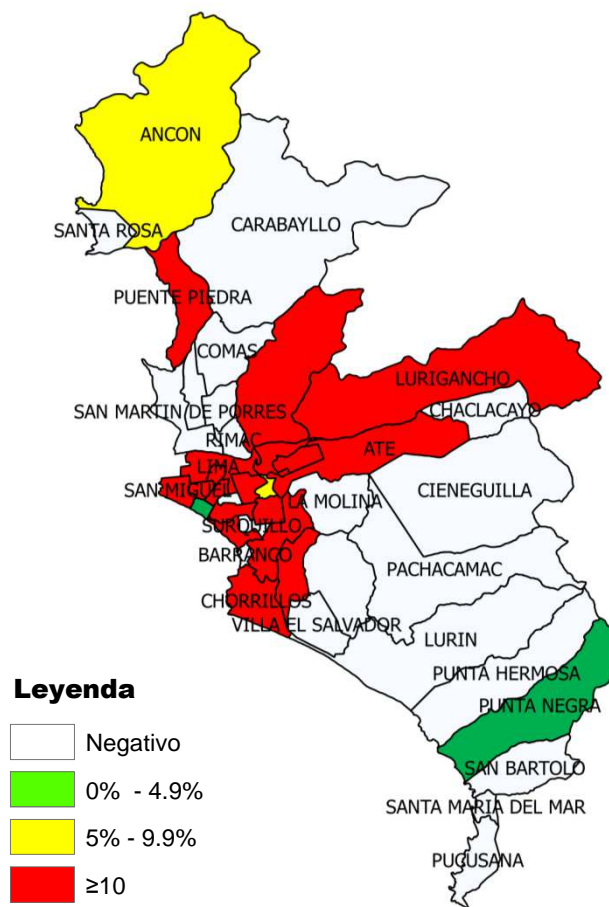 ANCON
SANTA ROSA
CARABAYLLO
PUENTE PIEDRA
COMAS
LURIGANCHO
CHACLACAYO
SAN MARTIN DE PORRES
RIMAC
ATE
LIMA
SAN MIGUEL
LA MOLINA
CIENEGUILLA
SURQUILLO
BARRANCO
PACHACAMAC
CHORRILLOS
VILLA EL SALVADOR
LURIN
PUNTA HERMOSA
PUNTA NEGRA
SAN BARTOLO
SANTA MARIA DEL MAR
PUCUSANA
Leyenda
Negativo
0% - 4.9%
5% - 9.9%
≥10